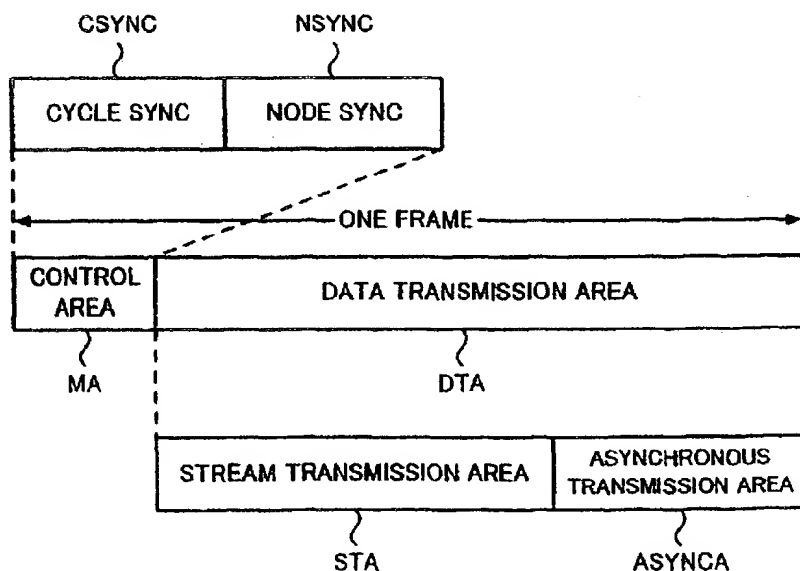 CSYNC NSYNC
CYCLE SYNC NODE SYNC
ONE FRAME
CONTROL
AREA
DATA TRANSMISSION AREA
MA DTA
STREAM TRANSMISSION AREA
ASYNCHRONOUS
TRANSMISSION AREA
STA ASYNCA